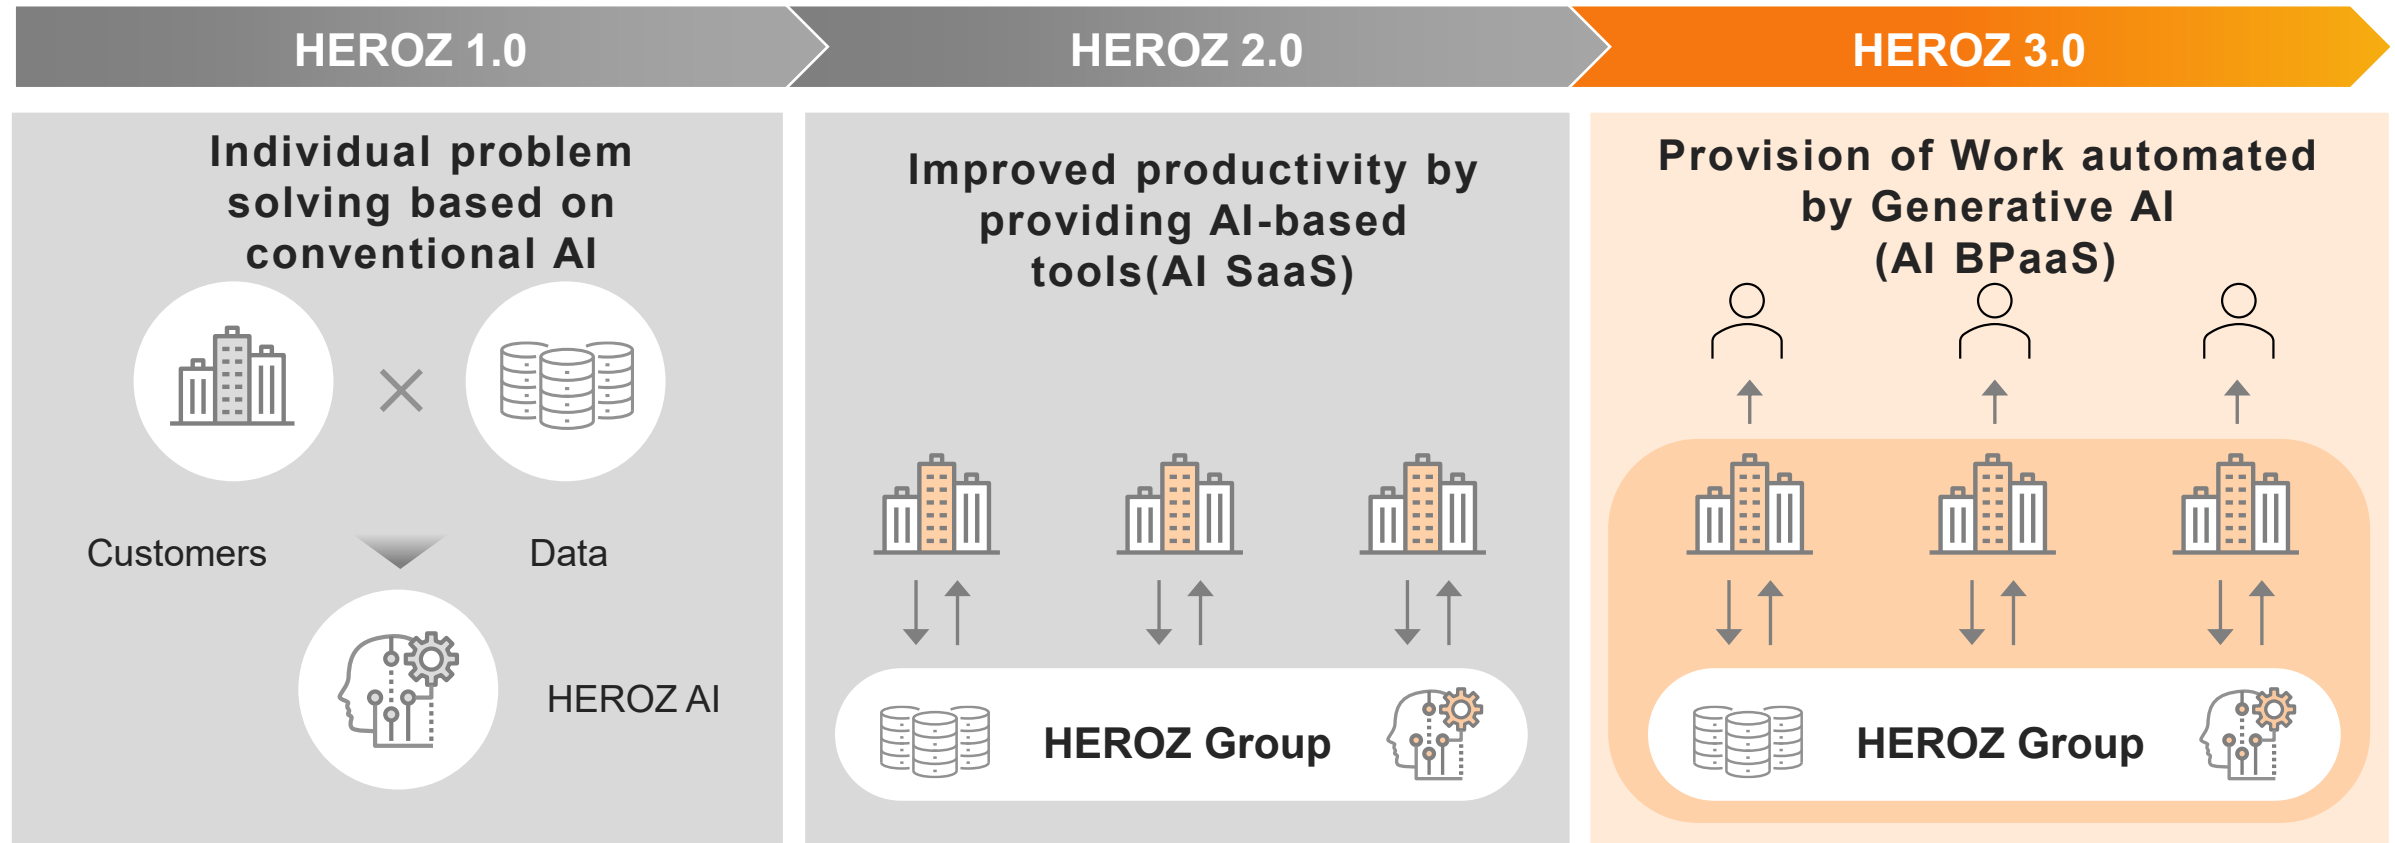 HEROZ 1.0
HEROZ 2.0
HEROZ 3.0
Individual problem
solving based on
conventional AI
Customers
Data
HEROZ AI
Improved productivity by
providing AI-based
tools(AI SaaS)
HEROZ Group
Provision of Work automated
by Generative AI
(AI BPaaS)
HEROZ Group